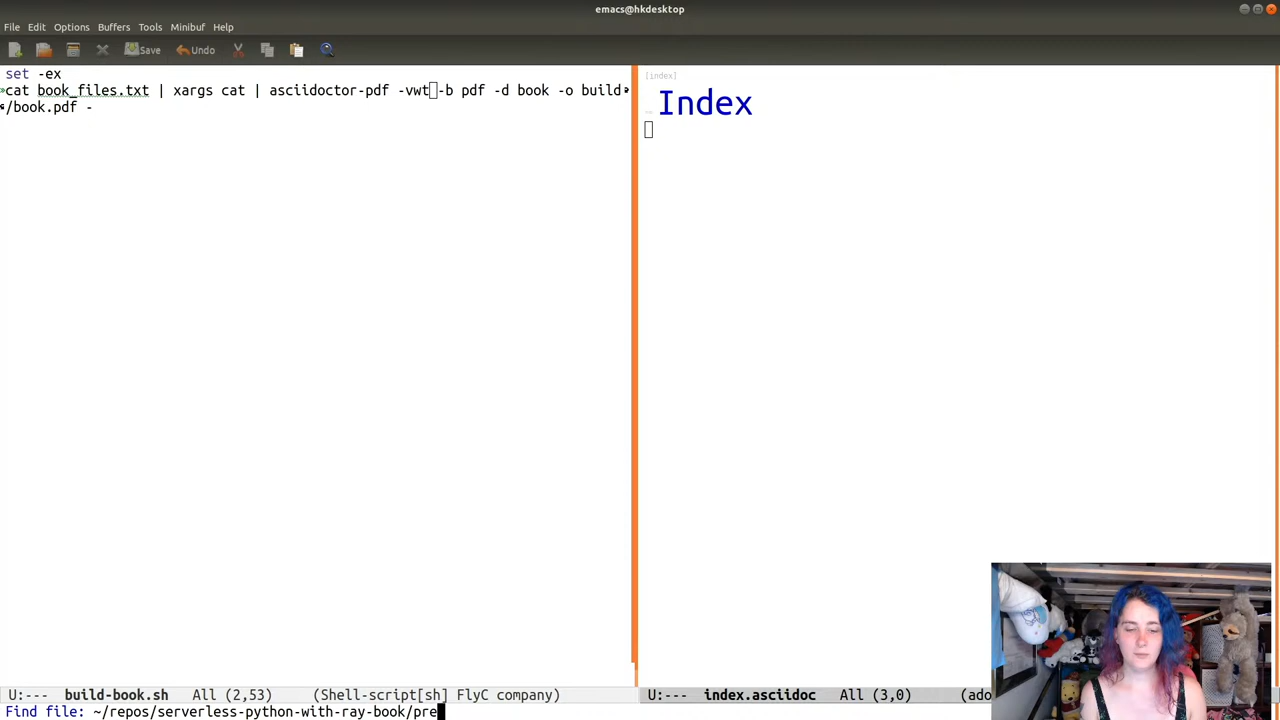 emacs@hkdesktop
File Edit Options Buffers Tools Minibuf Help
Save Undo
set -ex
cat book_files.txt | xargs cat | asciidoctor-pdf -vwt -b pdf -d book -o build
/book.pdf -
[index]
Index
U:--- build-book.sh All (2,53) (Shell-script[sh] FlyC company)
U:--- index.asciidoc All (3,0) (ado
Find file: ~/repos/serverless-python-with-ray-book/pre